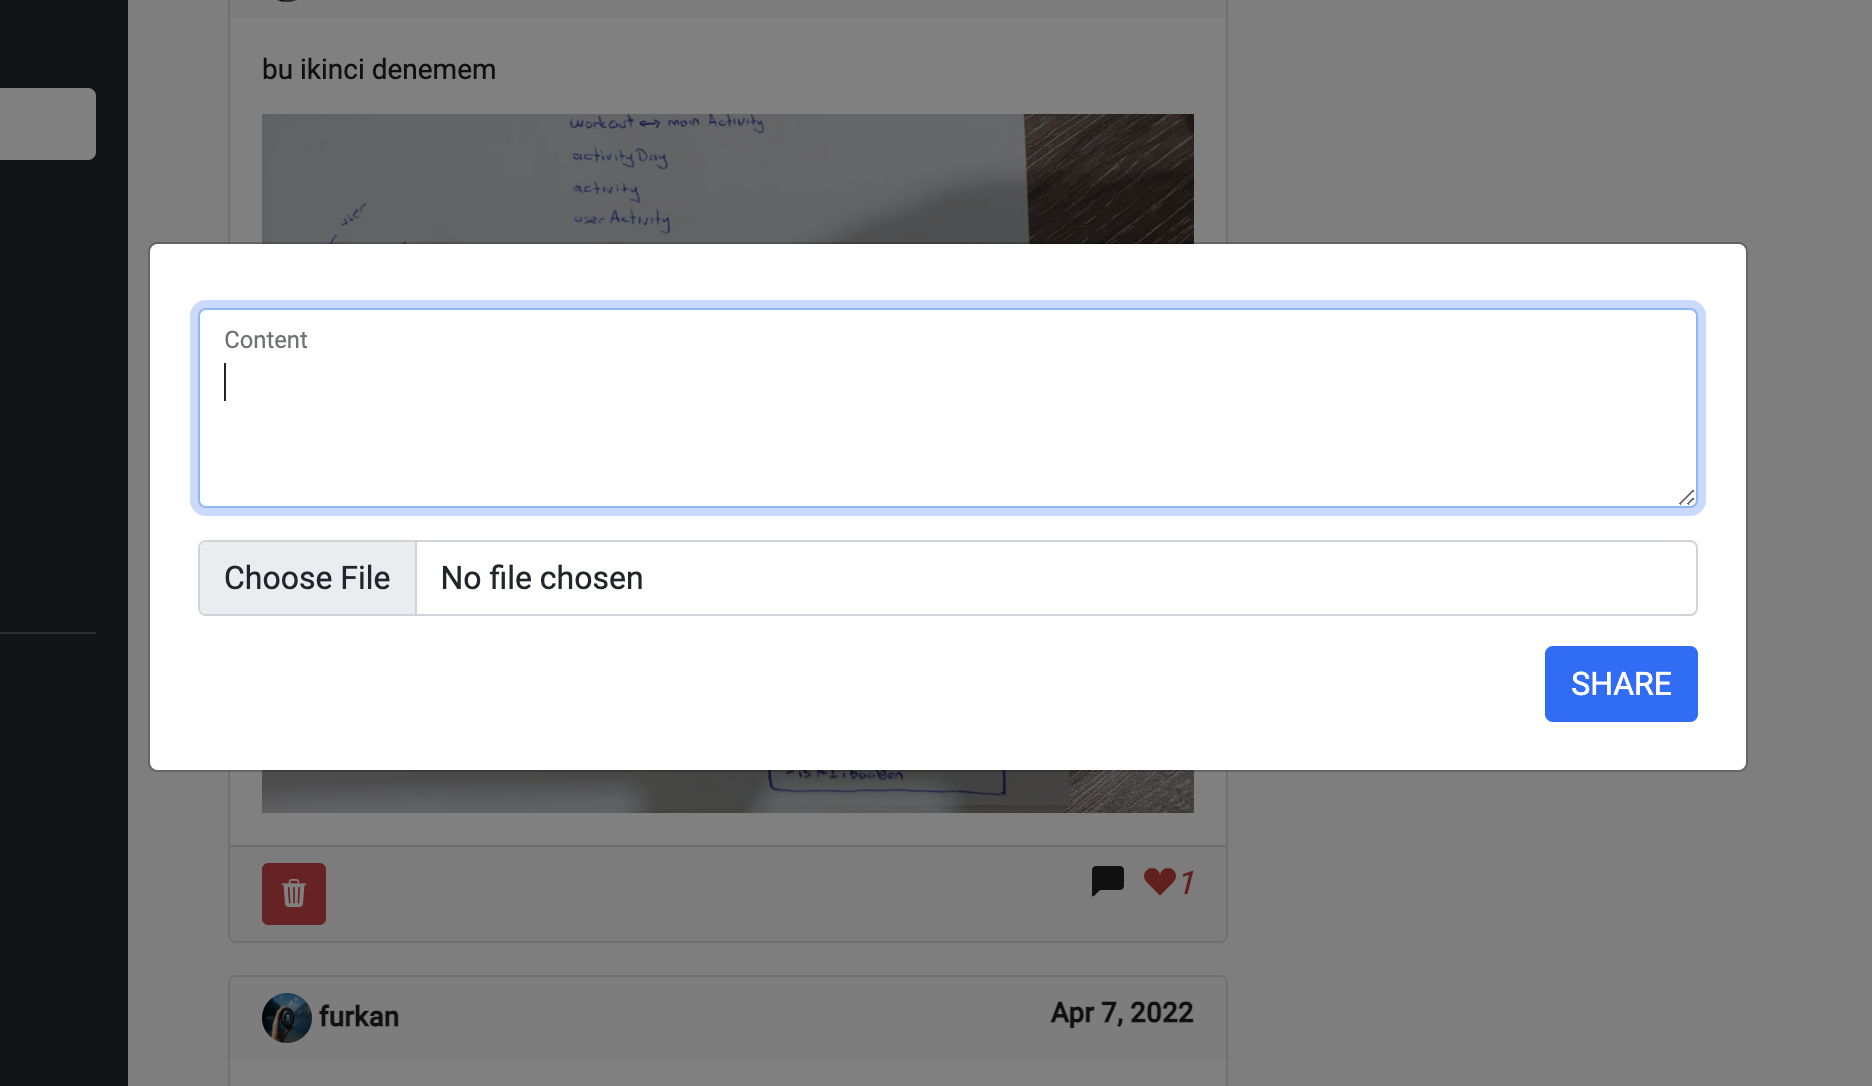 bu ikinci denemem
workout ↔ main Activity
activityDay
activity
user Activity
user
Content
Choose File
No file chosen
SHARE
1
furkan
Apr 7, 2022